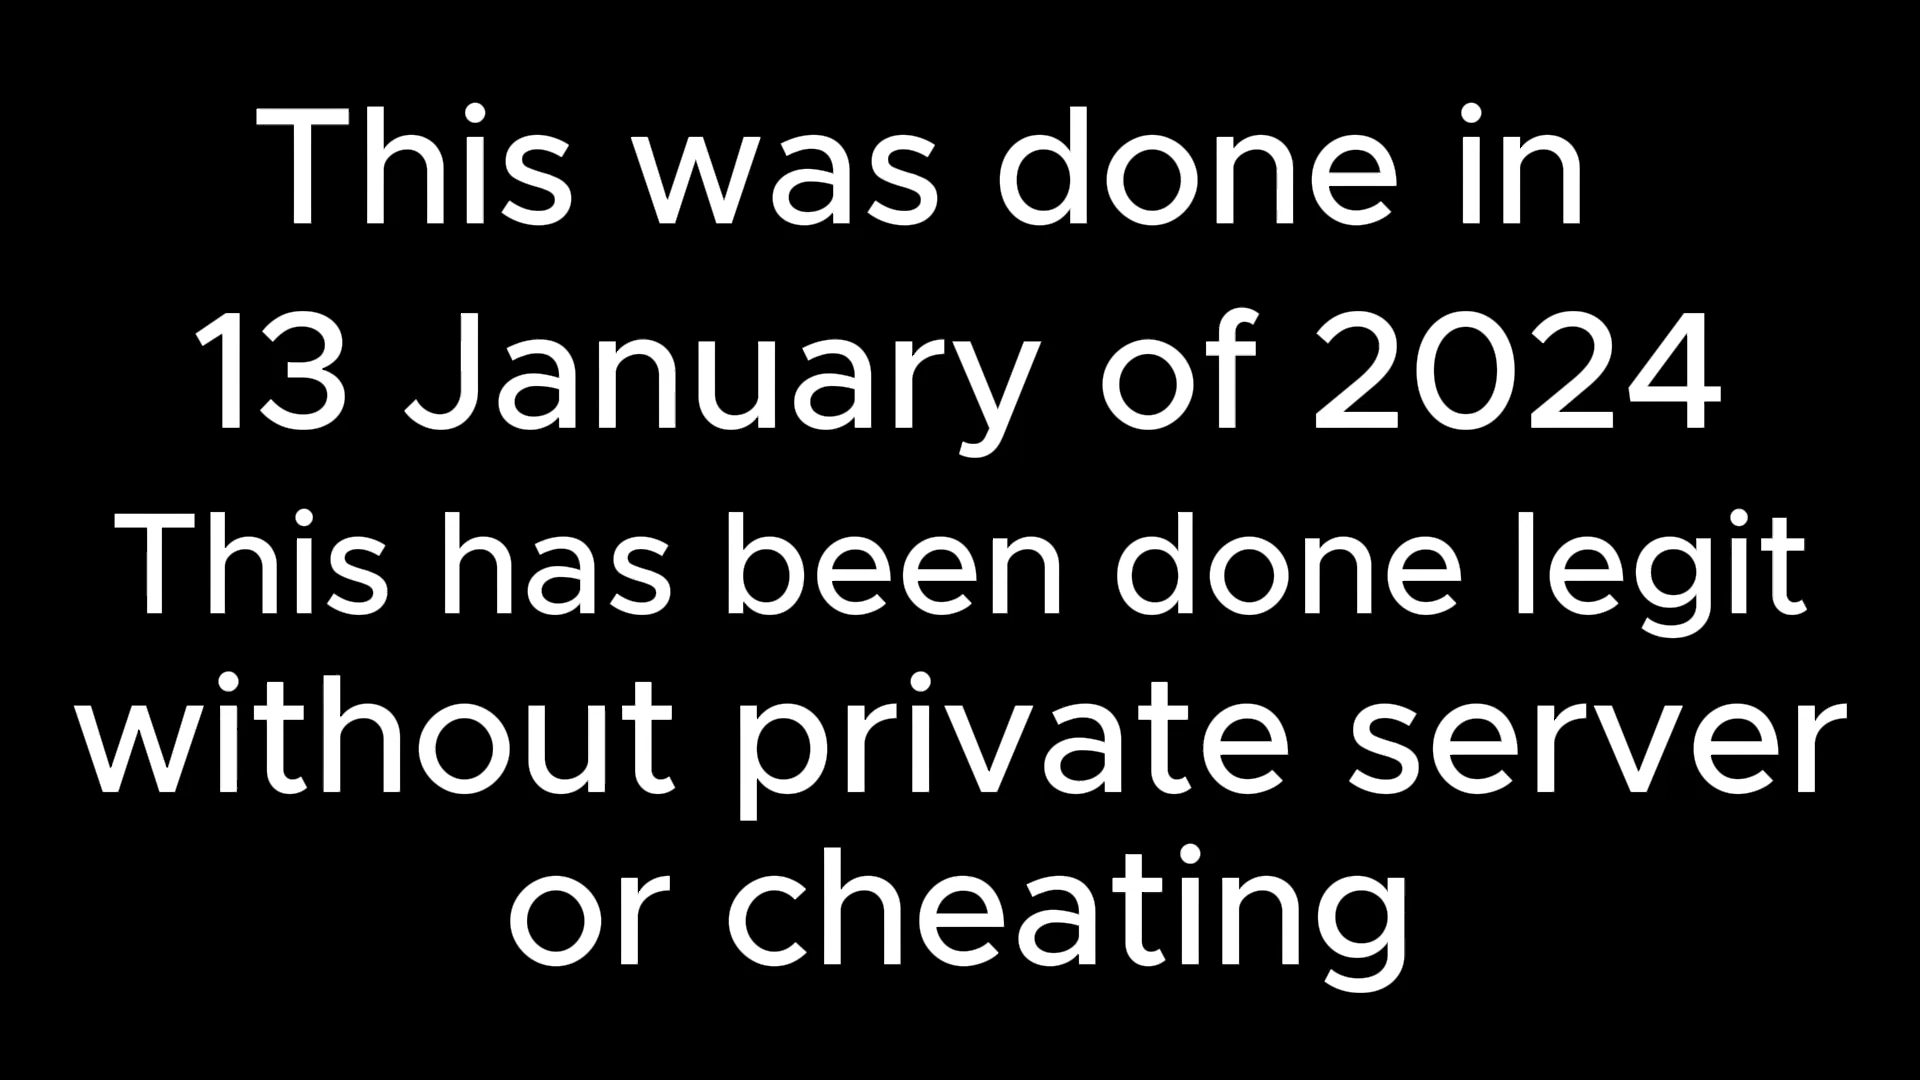 This was done in
13 January of 2024
This has been done legit
without private server
or cheating